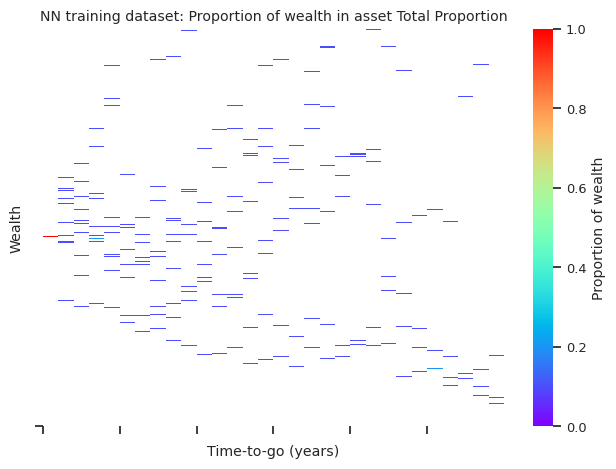 NN training dataset: Proportion of wealth in asset Total Proportion
1.0
0.8
0.6
0.4
0.2
0.0
Proportion of wealth
Wealth
Time-to-go (years)